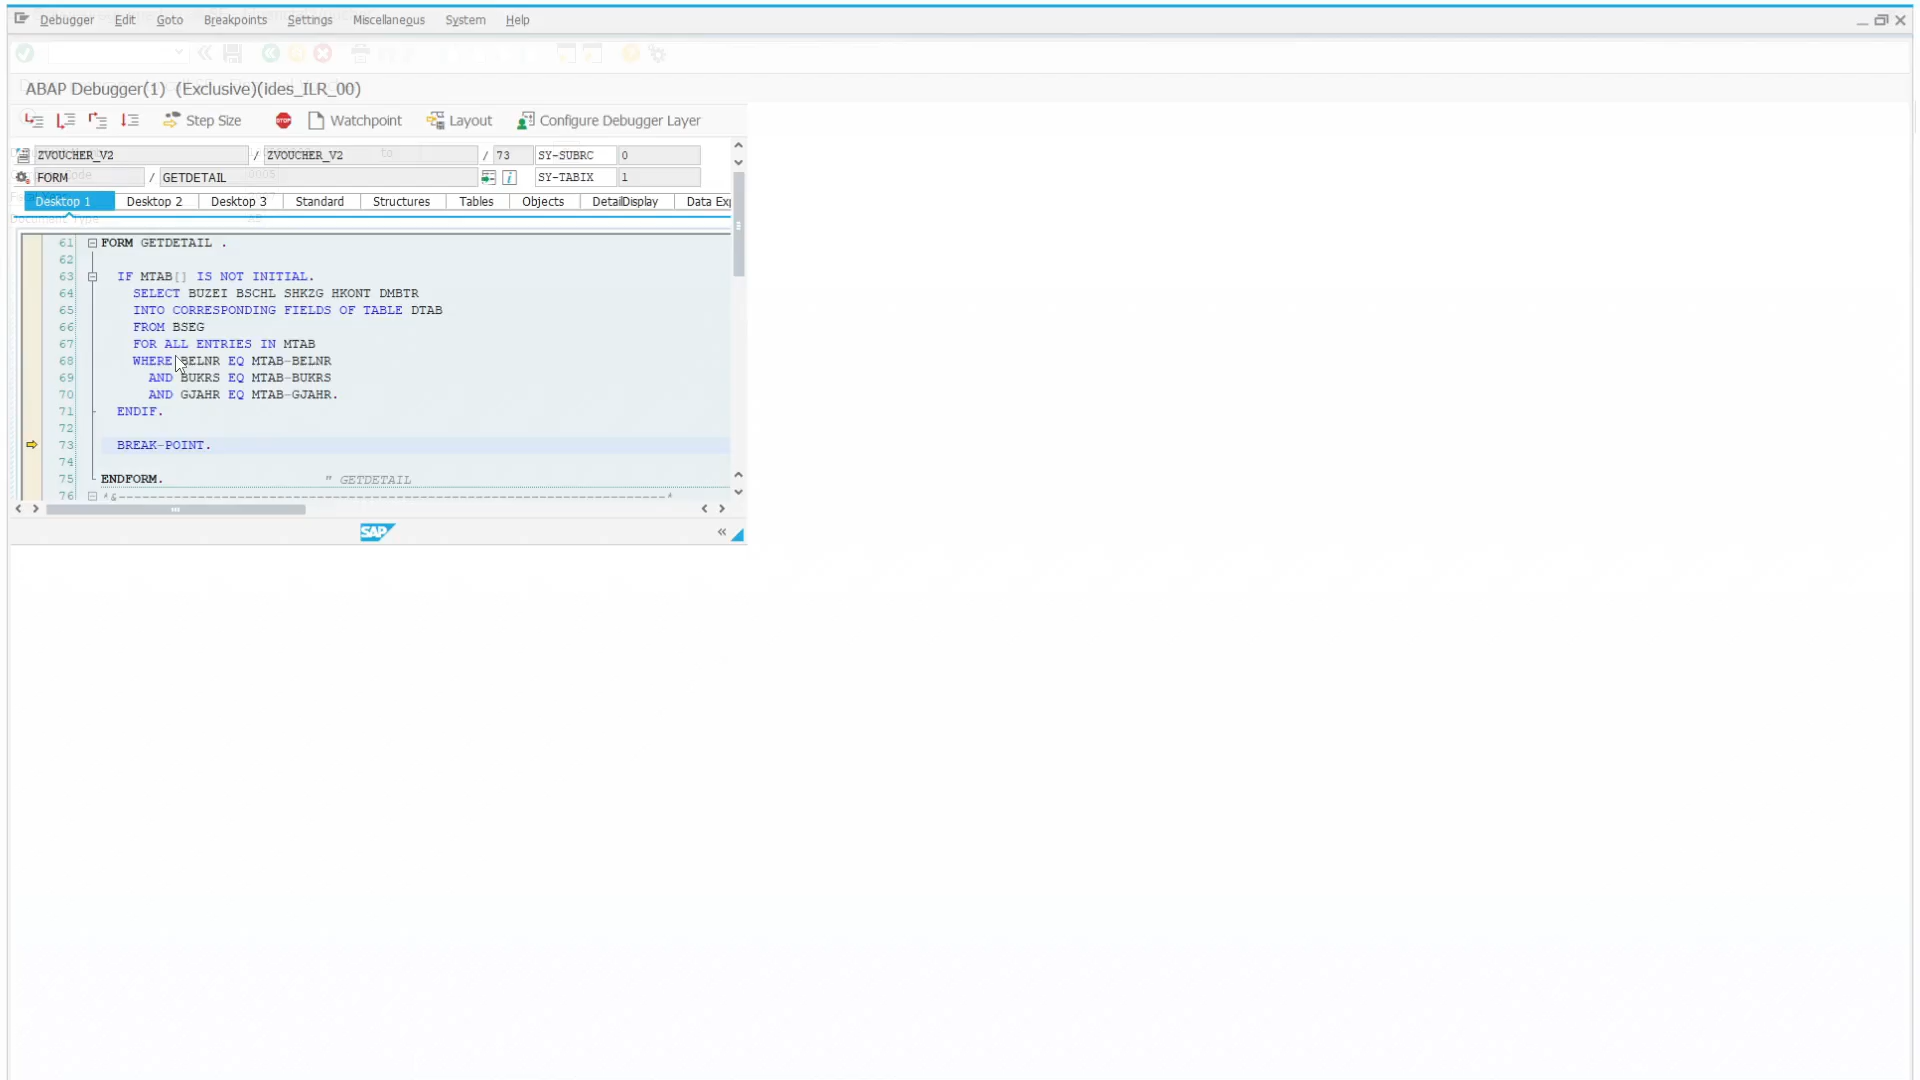 Debugger Edit Goto Breakpoints Settings Miscellaneous System Help
ABAP Debugger(1) (Exclusive)(ides_ILR_00)
Step Size STOP Watchpoint Layout Configure Debugger Layer
ZVOUCHER_V2 / ZVOUCHER_V2 / 73 SY-SUBRC 0
FORM / GETDETAIL SY-TABIX 1
Desktop 1 Desktop 2 Desktop 3 Standard Structures Tables Objects DetailDisplay Data Exp
61 FORM GETDETAIL .
62
63 IF MTAB[] IS NOT INITIAL.
64 SELECT BUZEI BSCHL SHKZG HKONT DMBTR
65 INTO CORRESPONDING FIELDS OF TABLE DTAB
66 FROM BSEG
67 FOR ALL ENTRIES IN MTAB
68 WHERE BELNR EQ MTAB-BELNR
69 AND BUKRS EQ MTAB-BUKRS
70 AND GJAHR EQ MTAB-GJAHR.
71 ENDIF.
72
73 BREAK-POINT.
74
75 ENDFORM. " GETDETAIL
76 *&---------------------------------------------------------------------*
SAP